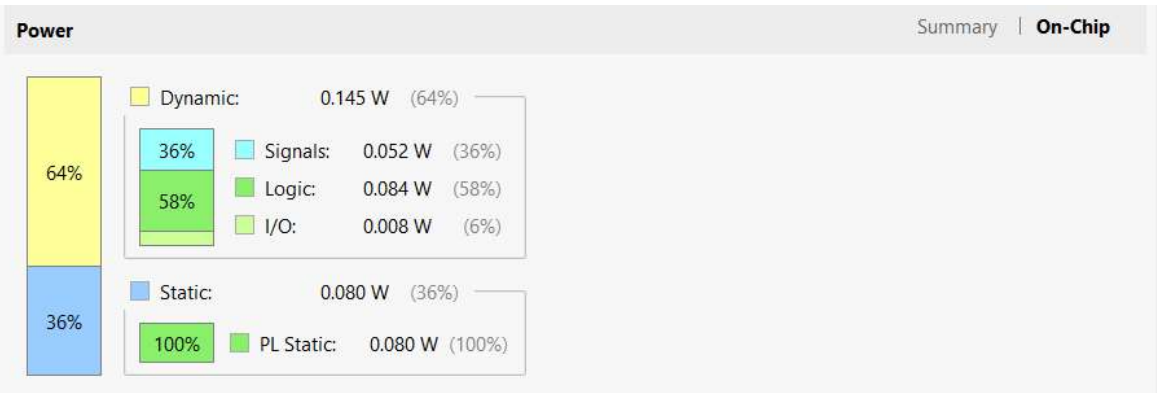 Power Summary | On-Chip
Dynamic: 0.145 W (64%)
36% Signals: 0.052 W (36%)
64%
Logic: 0.084 W (58%)
58%
I/O: 0.008 W (6%)
Static: 0.080 W (36%)
36%
100% PL Static: 0.080 W (100%)